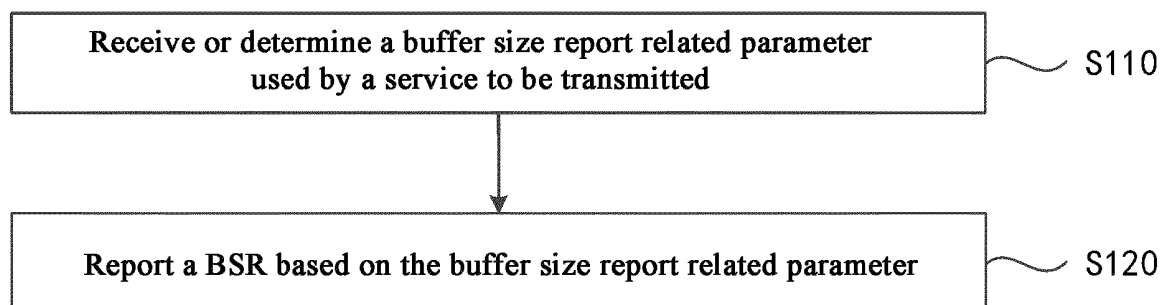 Receive or determine a buffer size report related parameter
used by a service to be transmitted
S110
Report a BSR based on the buffer size report related parameter
S120